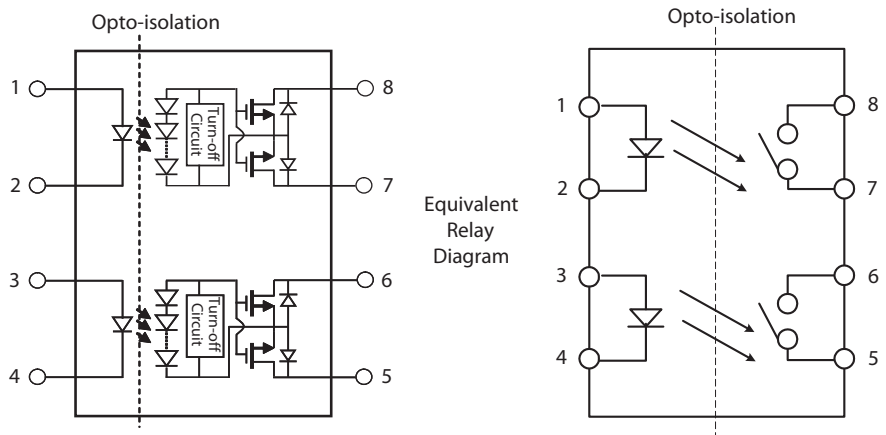 Opto-isolation
1
2
3
4
Turn-off
Circuit
Turn-off
Circuit
8
7
6
5
Equivalent
Relay
Diagram
Opto-isolation
1
2
3
4
8
7
6
5